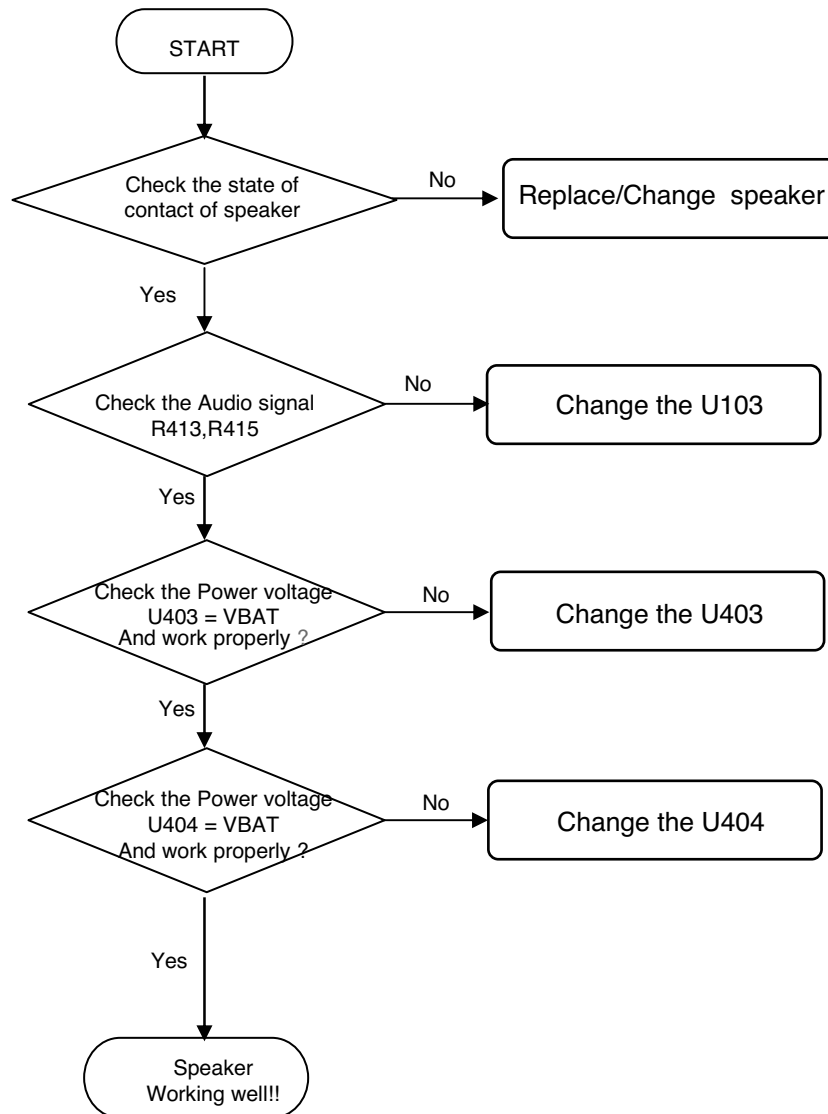 START
Check the state of
contact of speaker
No
Replace/Change speaker
Yes
Check the Audio signal
R413,R415
No
Change the U103
Yes
Check the Power voltage
U403 = VBAT
And work properly ?
No
Change the U403
Yes
Check the Power voltage
U404 = VBAT
And work properly ?
No
Change the U404
Yes
Speaker
Working well!!